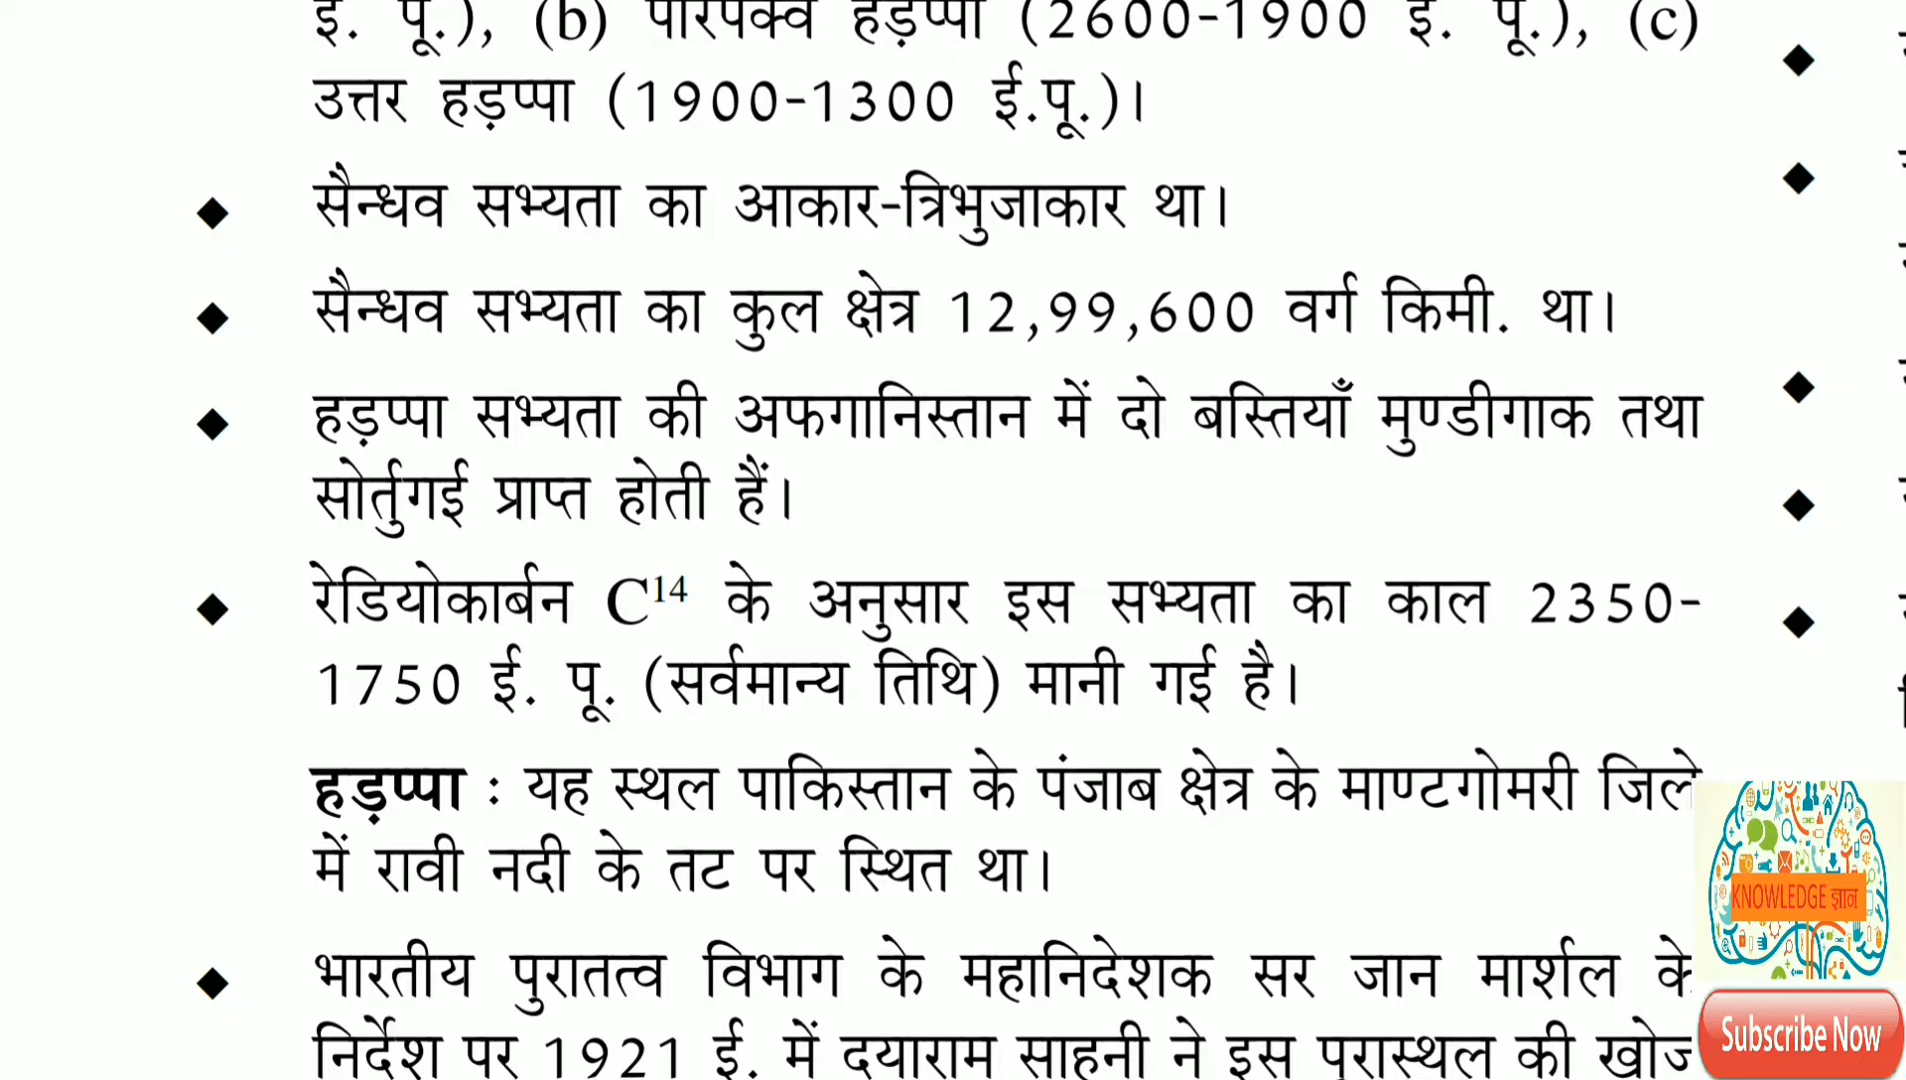 ई. पू.), (b) परिपक्व हड़प्पा (2600-1900 ई. पू.), (c)
उत्तर हड़प्पा (1900-1300 ई.पू.)।
◆ सैन्धव सभ्यता का आकार-त्रिभुजाकार था।
◆ सैन्धव सभ्यता का कुल क्षेत्र 12,99,600 वर्ग किमी. था।
◆ हड़प्पा सभ्यता की अफगानिस्तान में दो बस्तियाँ मुण्डीगाक तथा
सोर्तुगई प्राप्त होती हैं।
◆ रेडियोकार्बन C¹⁴ के अनुसार इस सभ्यता का काल 2350-
1750 ई. पू. (सर्वमान्य तिथि) मानी गई है।
हड़प्पा : यह स्थल पाकिस्तान के पंजाब क्षेत्र के माण्टगोमरी जिले
में रावी नदी के तट पर स्थित था।
◆ भारतीय पुरातत्व विभाग के महानिदेशक सर जान मार्शल के
निर्देश पर 1921 ई. में दयाराम साहनी ने इस पुरास्थल की खोज
KNOWLEDGE ज्ञान
Subscribe Now